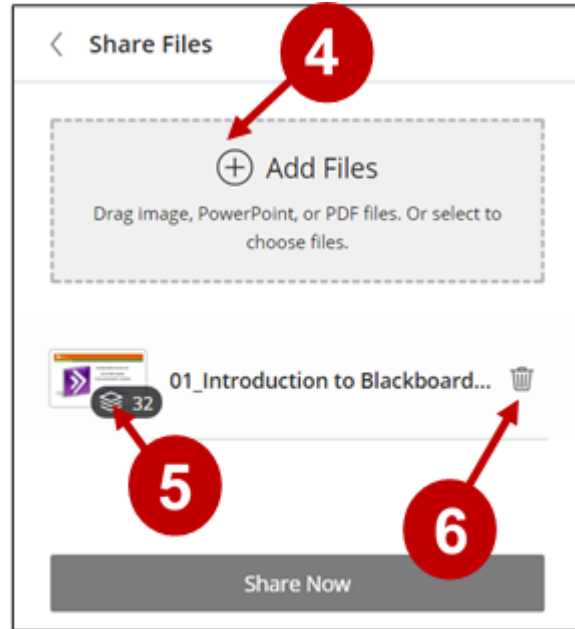 Share Files
4
Add Files
Drag image, PowerPoint, or PDF files. Or select to
choose files.
01_Introduction to Blackboard...
32
5
6
Share Now